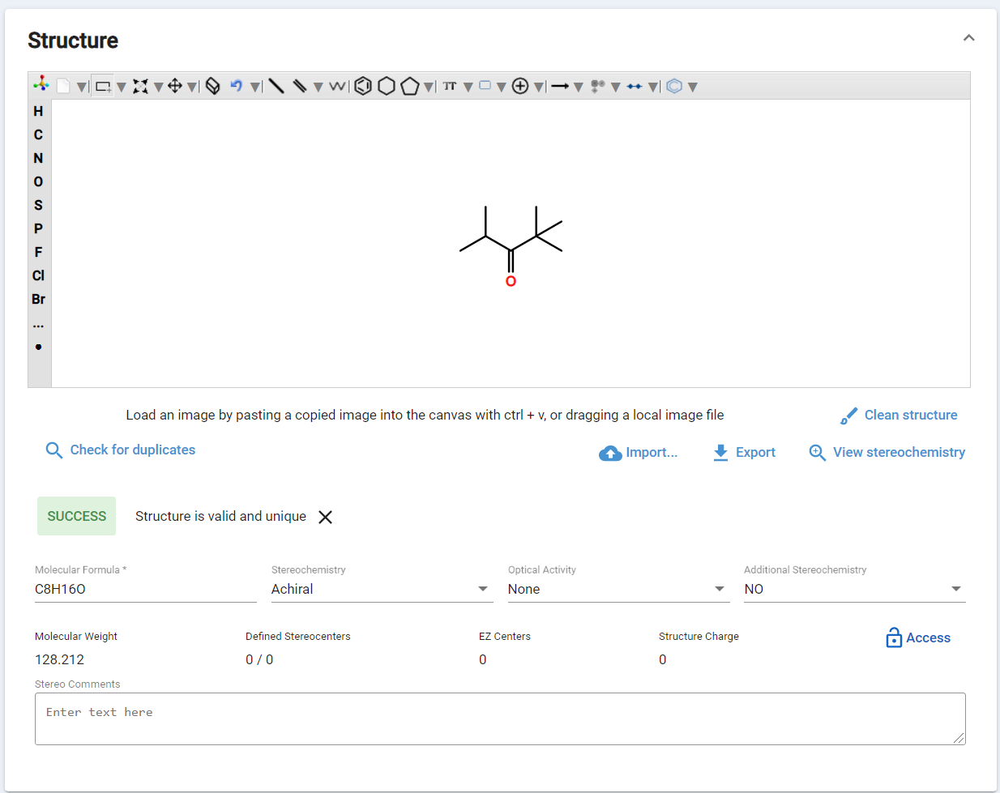 Structure
TT
H
C
N
O
S
P
F
Cl
Br
...
O
Load an image by pasting a copied image into the canvas with ctrl + v, or dragging a local image file
Clean structure
Check for duplicates
Import...
Export
View stereochemistry
SUCCESS
Structure is valid and unique
Molecular Formula *
Stereochemistry
Optical Activity
Additional Stereochemistry
C8H16O
Achiral
None
NO
Molecular Weight
Defined Stereocenters
EZ Centers
Structure Charge
Access
128.212
0 / 0
0
0
Stereo Comments
Enter text here